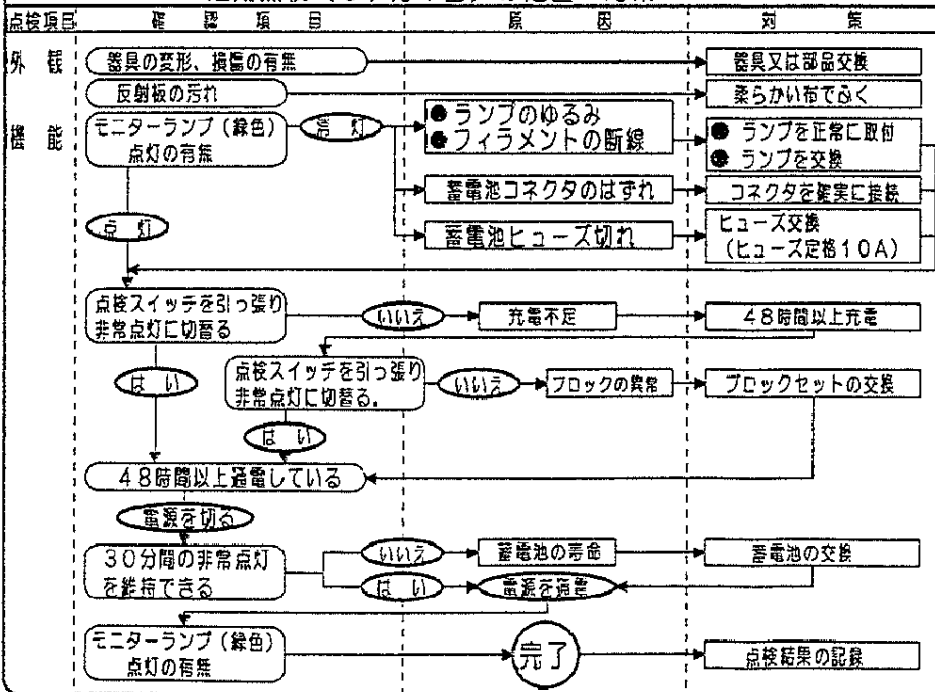 点検項目 確認項目 原因 対策
外観 器具の変形、損傷の有無 器具又は部品交換
反射板の汚れ 柔らかい布でふく
機能 モニターランプ（緑色）
点灯の有無
消灯
●ランプのゆるみ
●フィラメントの断線
●ランプを正常に取付
●ランプを交換
蓄電池コネクタのはずれ コネクタを確実に接続
点灯
蓄電池ヒューズ切れ
ヒューズ交換
（ヒューズ定格10A）
点検スイッチを引っ張り
非常点灯に切替る
いいえ 充電不足 48時間以上充電
はい
点検スイッチを引っ張り
非常点灯に切替る.
いいえ ブロックの異常 ブロックセットの交換
はい
48時間以上通電している
電源を切る
30分間の非常点灯
を維持できる
いいえ 蓄電池の寿命 蓄電池の交換
はい 電源を通電
モニターランプ（緑色）
点灯の有無
完了 点検結果の記録